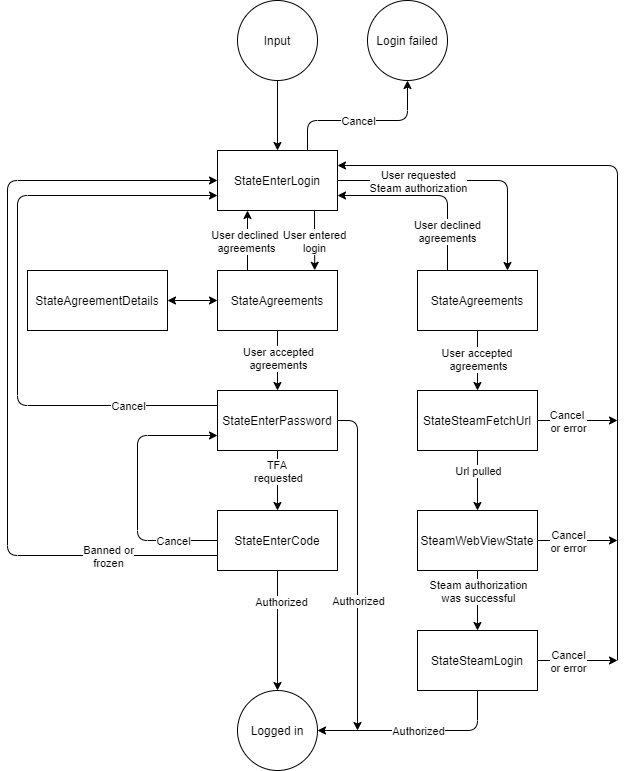 Input
Login failed
Cancel
StateEnterLogin
User requested
Steam authorization
User declined
agreements
User entered
login
User declined
agreements
StateAgreementDetails
StateAgreements
StateAgreements
User accepted
agreements
User accepted
agreements
Cancel
StateEnterPassword
StateSteamFetchUrl
Cancel
or error
TFA
requested
Url pulled
Cancel
StateEnterCode
SteamWebViewState
Cancel
or error
Banned or
frozen
Steam authorization
was successful
Authorized
Authorized
StateSteamLogin
Cancel
or error
Logged in
Authorized